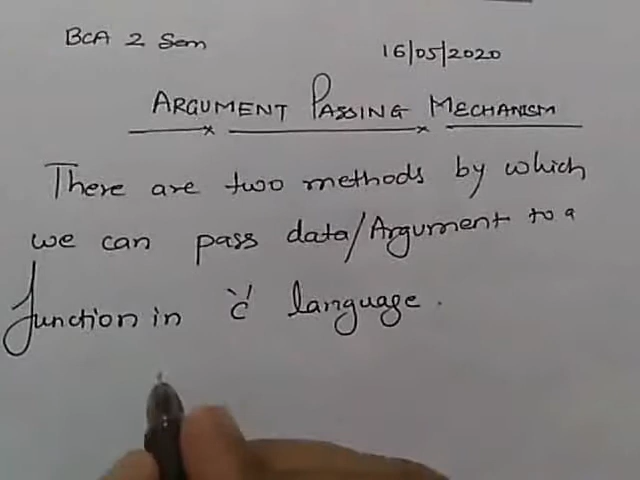 BCA 2 Sem
16/05/2020
ARGUMENT PASSING MECHANISM
There are two methods by which
we can pass data/Argument to a
function in 'c' language.